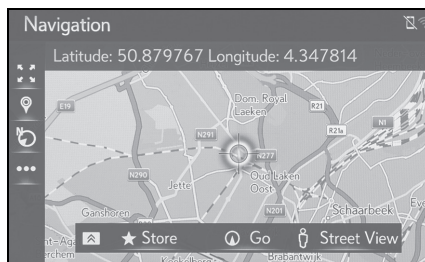 Navigation
Latitude: 50.879767 Longitude: 4.347814
Dom. Royal
Laeken
E19
R21
N1
R21a
N291
N277
N290
Jette
Oud Laken
Oost
N201
Ganshoren
Schaarbeek
Store
Go
Street View
Brabantwijk